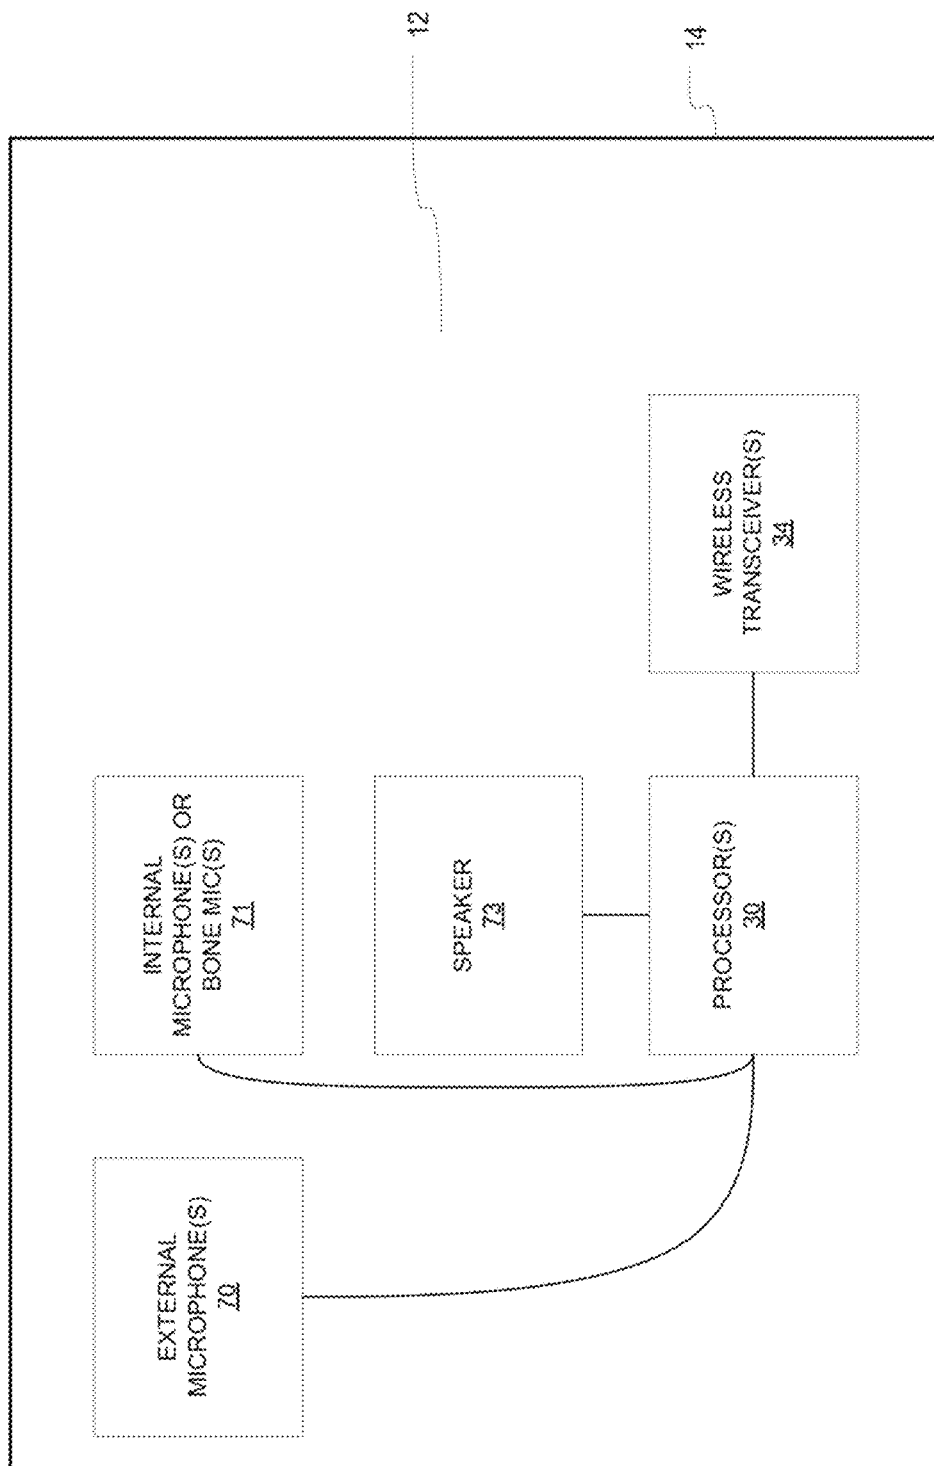 12
14
EXTERNAL
MICROPHONE(S)
70
INTERNAL
MICROPHONE(S) OR
BONE MIC(S)
71
SPEAKER
73
PROCESSOR(S)
30
WIRELESS
TRANSCEIVER(S)
34